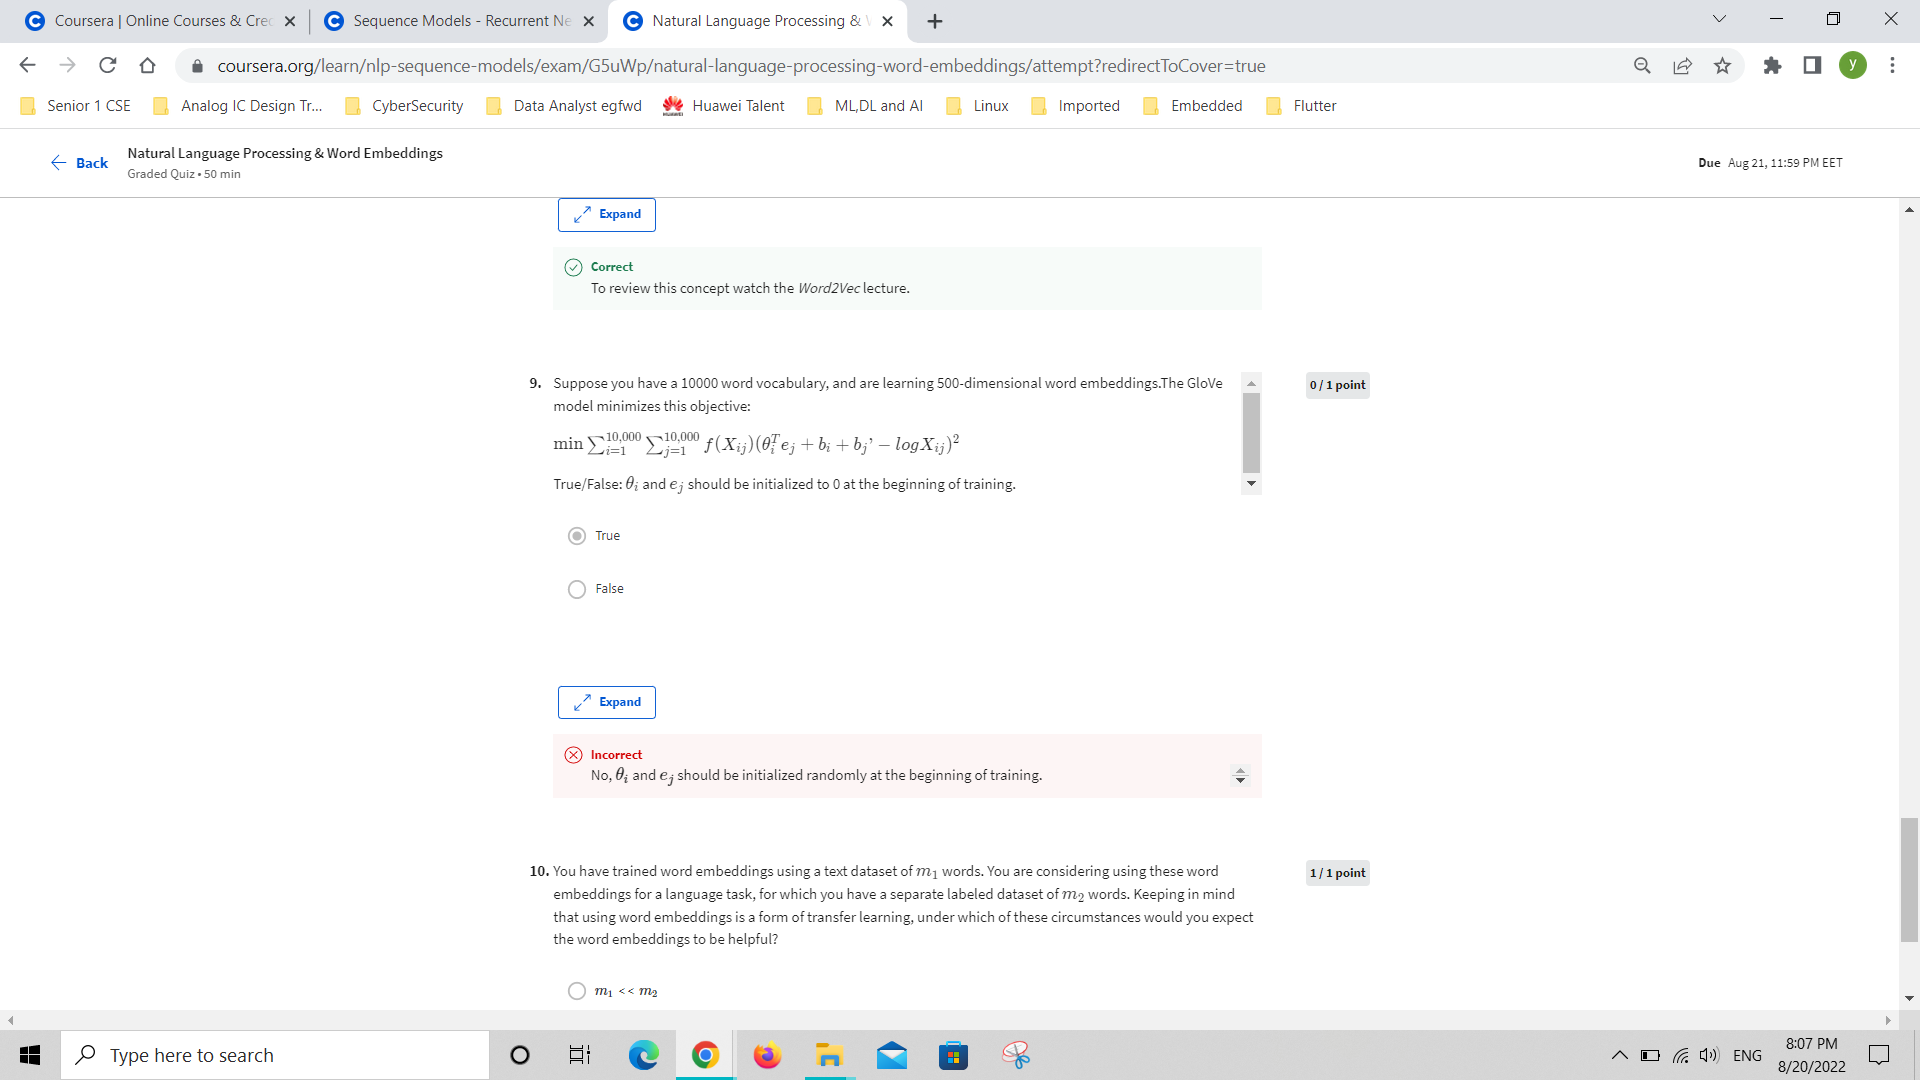 Coursera | Online Courses & Crec
Sequence Models - Recurrent Ne
Natural Language Processing &
coursera.org/learn/nlp-sequence-models/exam/G5uWp/natural-language-processing-word-embeddings/attempt?redirectToCover=true
y
Senior 1 CSE
Analog IC Design Tr...
CyberSecurity
Data Analyst egfwd
Huawei Talent
ML,DL and AI
Linux
Imported
Embedded
Flutter
Back
Natural Language Processing & Word Embeddings
Graded Quiz • 50 min
Due Aug 21, 11:59 PM EET
Expand
Correct
To review this concept watch the Word2Vec lecture.
9. Suppose you have a 10000 word vocabulary, and are learning 500-dimensional word embeddings.The GloVe
model minimizes this objective:
min ∑_{i=1}^{10,000} ∑_{j=1}^{10,000} f(X_{ij})(θ_i^T e_j + b_i + b_j' − logX_{ij})^2
True/False: θ_i and e_j should be initialized to 0 at the beginning of training.
0 / 1 point
True
False
Expand
Incorrect
No, θ_i and e_j should be initialized randomly at the beginning of training.
10. You have trained word embeddings using a text dataset of m_1 words. You are considering using these word
embeddings for a language task, for which you have a separate labeled dataset of m_2 words. Keeping in mind
that using word embeddings is a form of transfer learning, under which of these circumstances would you expect
the word embeddings to be helpful?
1 / 1 point
m_1 << m_2
Type here to search
ENG
8:07 PM
8/20/2022